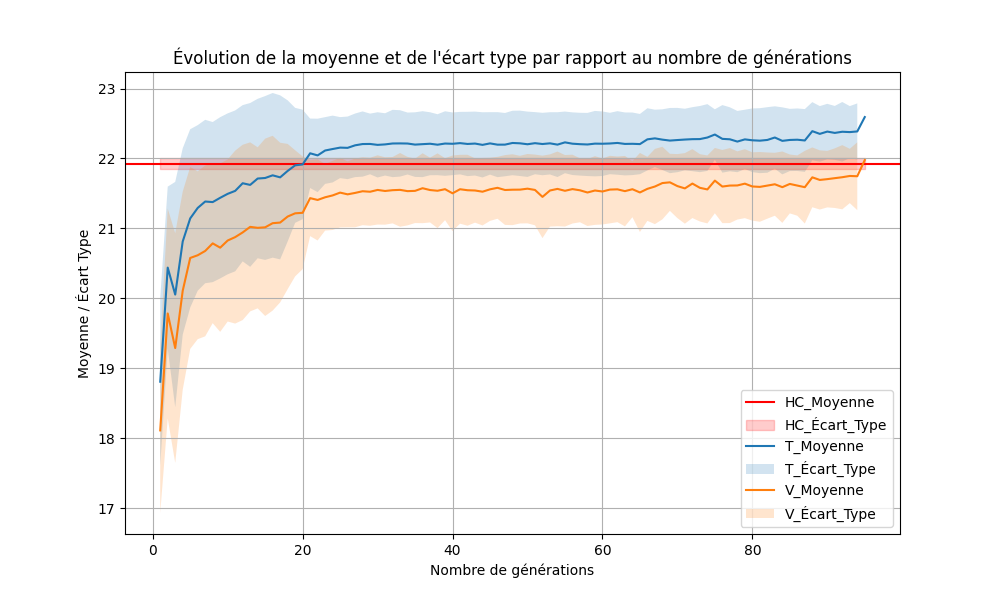 Évolution de la moyenne et de l'écart type par rapport au nombre de générations
Moyenne / Écart Type
23
22
21
20
19
18
17
0 20 40 60 80
Nombre de générations
HC_Moyenne
HC_Écart_Type
T_Moyenne
T_Écart_Type
V_Moyenne
V_Écart_Type